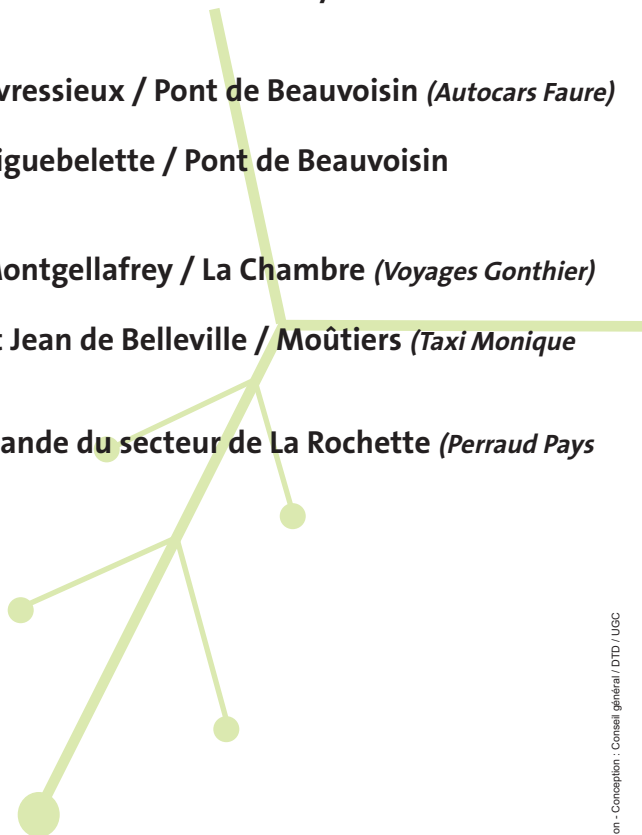 vressieux / Pont de Beauvoisin (Autocars Faure)
iguebelette / Pont de Beauvoisin
Montgellafrey / La Chambre (Voyages Gonthier)
t Jean de Belleville / Moûtiers (Taxi Monique
ande du secteur de La Rochette (Perraud Pays
on - Conception : Conseil général / DTD / UGC